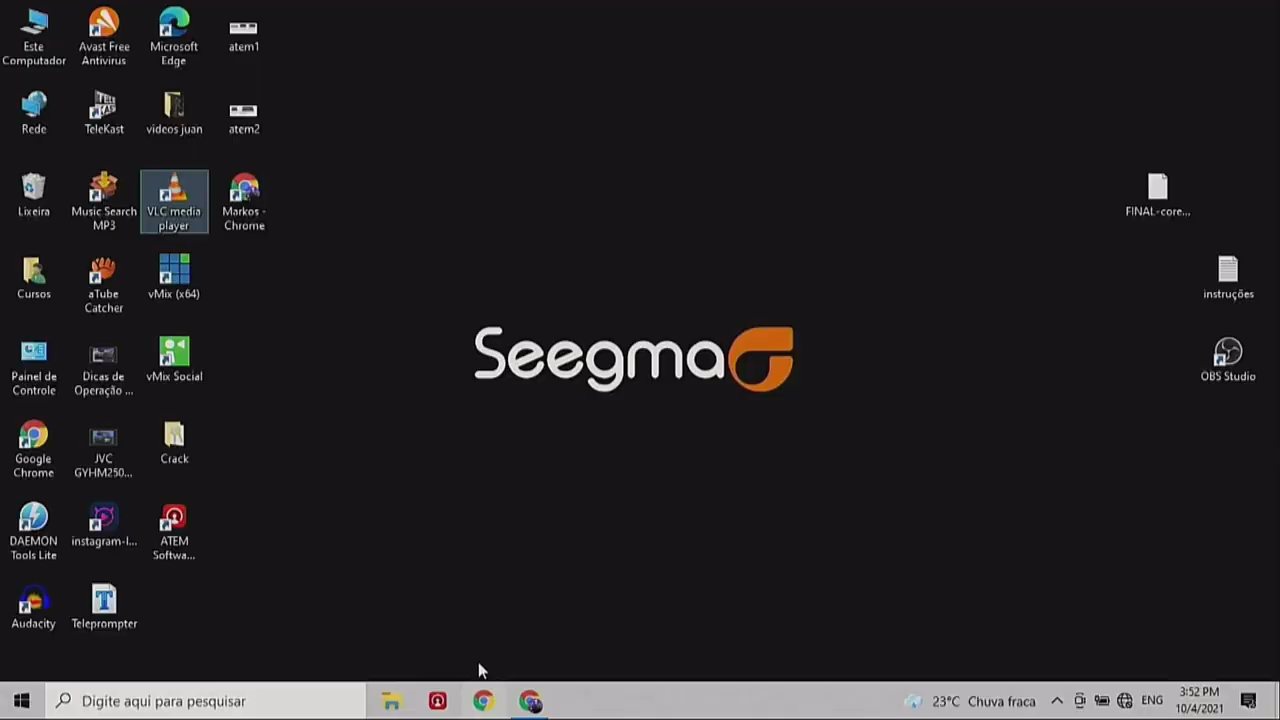 Este
Computador
Avast Free
Antivirus
Microsoft
Edge
atem1
Rede
TeleKast
videos juan
atem2
Lixeira
Music Search
MP3
VLC media
player
Markos -
Chrome
FINAL-core...
Cursos
aTube
Catcher
vMix (x64)
instruções
Seegma
Painel de
Controle
Dicas de
Operação ...
vMix Social
OBS Studio
Google
Chrome
JVC
GYHM250...
Crack
DAEMON
Tools Lite
instagram-l...
ATEM
Softwa...
Audacity
Teleprompter
Digite aqui para pesquisar
23°C Chuva fraca
ENG
3:52 PM
10/4/2021